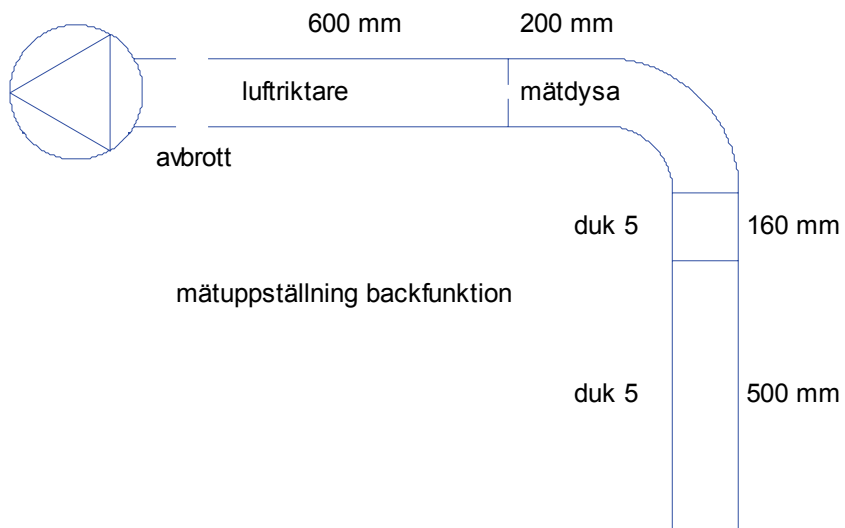 600 mm 200 mm
luftriktare mätdysa
avbrott
duk 5 160 mm
mätuppställning backfunktion
duk 5 500 mm